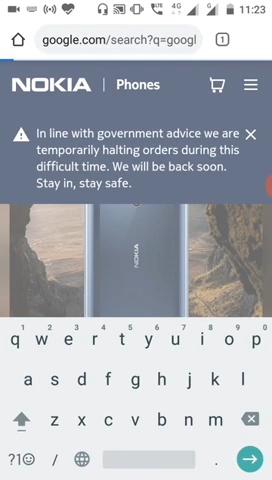 4G G 11:23
google.com/search?q=googl 1
NOKIA | Phones
In line with government advice we are
temporarily halting orders during this
difficult time. We will be back soon.
Stay in, stay safe.
NOKIA
1 2 3 4 5 6 7 8 9 0
q w e r t y u i o p
a s d f g h j k l
z x c v b n m
?1 / .